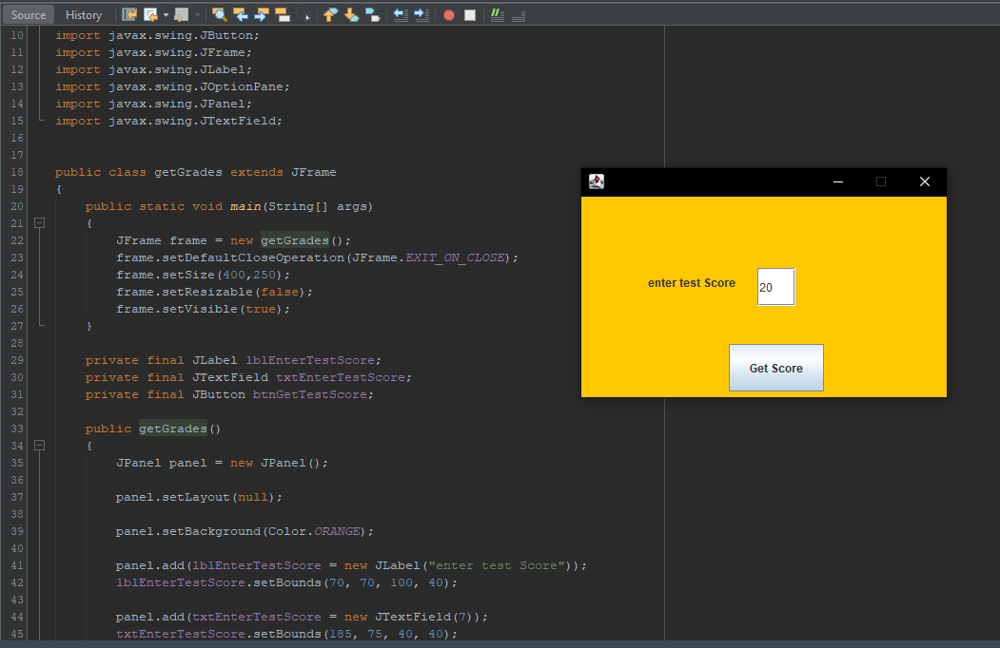 Source History
10 import javax.swing.JButton;
11 import javax.swing.JFrame;
12 import javax.swing.JLabel;
13 import javax.swing.JOptionPane;
14 import javax.swing.JPanel;
15 import javax.swing.JTextField;
16
17
18 public class getGrades extends JFrame
19 {
20 public static void main(String[] args)
21 {
22 JFrame frame = new getGrades();
23 frame.setDefaultCloseOperation(JFrame.EXIT_ON_CLOSE);
24 frame.setSize(400,250);
25 frame.setResizable(false);
26 frame.setVisible(true);
27 }
28
29 private final JLabel lblEnterTestScore;
30 private final JTextField txtEnterTestScore;
31 private final JButton btnGetTestScore;
32
33 public getGrades()
34 {
35 JPanel panel = new JPanel();
36
37 panel.setLayout(null);
38
39 panel.setBackground(Color.ORANGE);
40
41 panel.add(lblEnterTestScore = new JLabel("enter test Score"));
42 lblEnterTestScore.setBounds(70, 70, 100, 40);
43
44 panel.add(txtEnterTestScore = new JTextField(7));
45 txtEnterTestScore.setBounds(185, 75, 40, 40);
enter test Score 20
Get Score